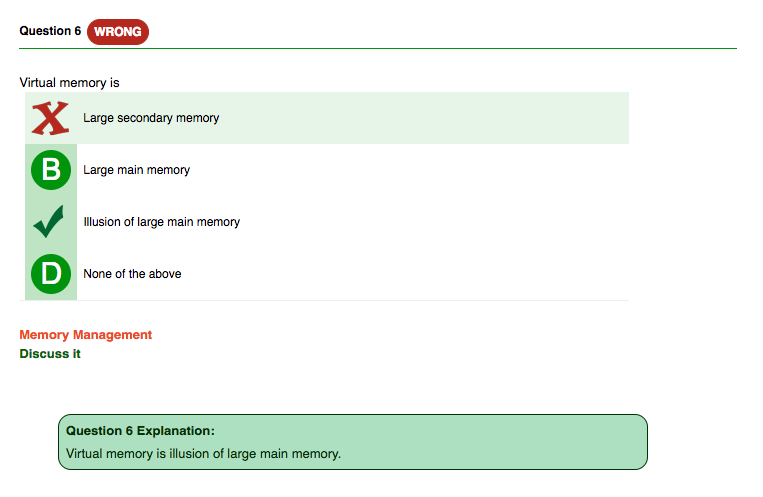 Question 6 WRONG
Virtual memory is
X Large secondary memory
B Large main memory
Illusion of large main memory
D None of the above
Memory Management
Discuss it
Question 6 Explanation:
Virtual memory is illusion of large main memory.